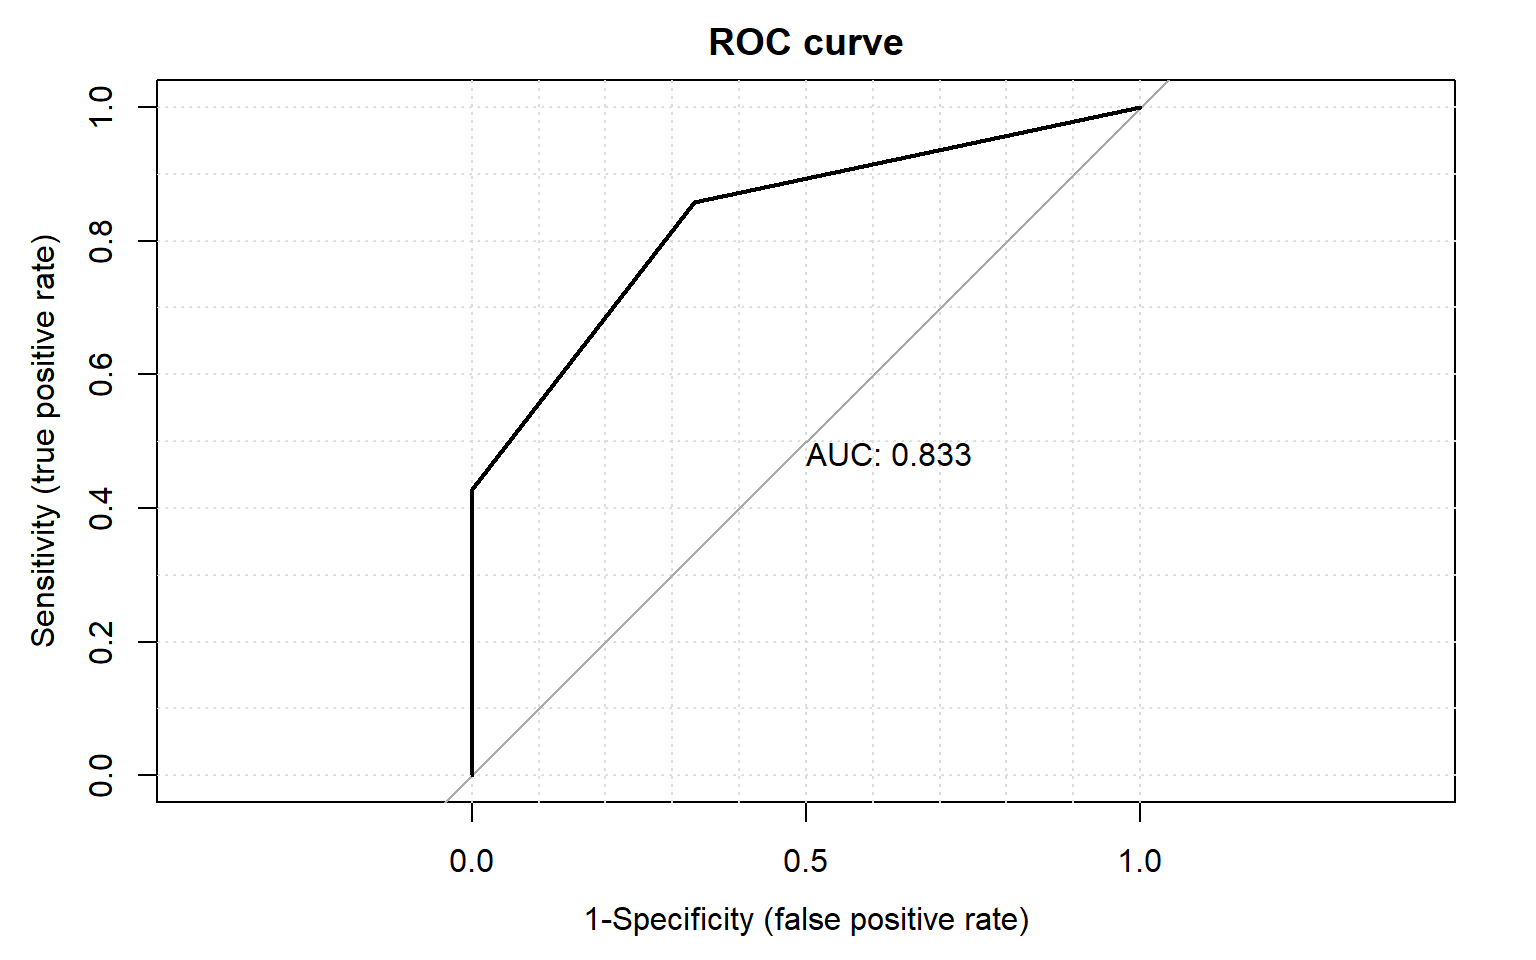 ROC curve
Sensitivity (true positive rate)
1.0
0.8
0.6
0.4
0.2
0.0
AUC: 0.833
0.0 0.5 1.0
1-Specificity (false positive rate)